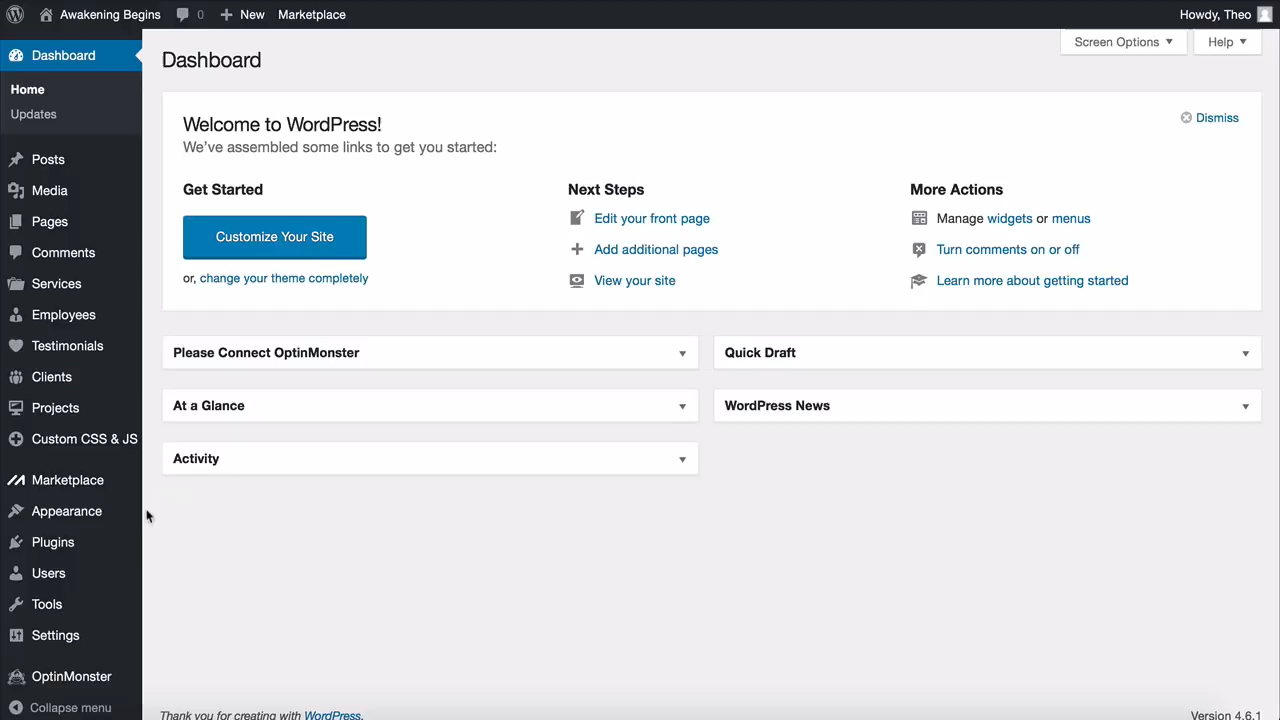 Awakening Begins 0 New Marketplace Howdy, Theo
Screen Options Help
Dashboard
Home
Updates
Posts
Media
Pages
Comments
Services
Employees
Testimonials
Clients
Projects
Custom CSS & JS
Marketplace
Appearance
Plugins
Users
Tools
Settings
OptinMonster
Collapse menu
Dashboard
Welcome to WordPress!
Dismiss
We've assembled some links to get you started:
Get Started
Customize Your Site
or, change your theme completely
Next Steps
Edit your front page
Add additional pages
View your site
More Actions
Manage widgets or menus
Turn comments on or off
Learn more about getting started
Please Connect OptinMonster
At a Glance
Activity
Quick Draft
WordPress News
Thank you for creating with WordPress.
Version 4.6.1